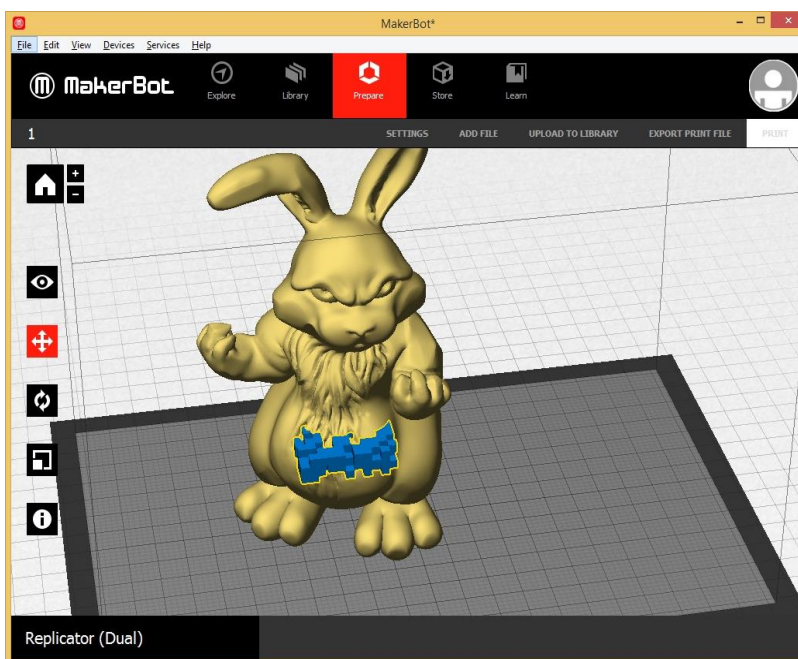 MakerBot*
File Edit View Devices Services Help
MakerBot Explore Library Prepare Store Learn
1 SETTINGS ADD FILE UPLOAD TO LIBRARY EXPORT PRINT FILE PRINT
Replicator (Dual)